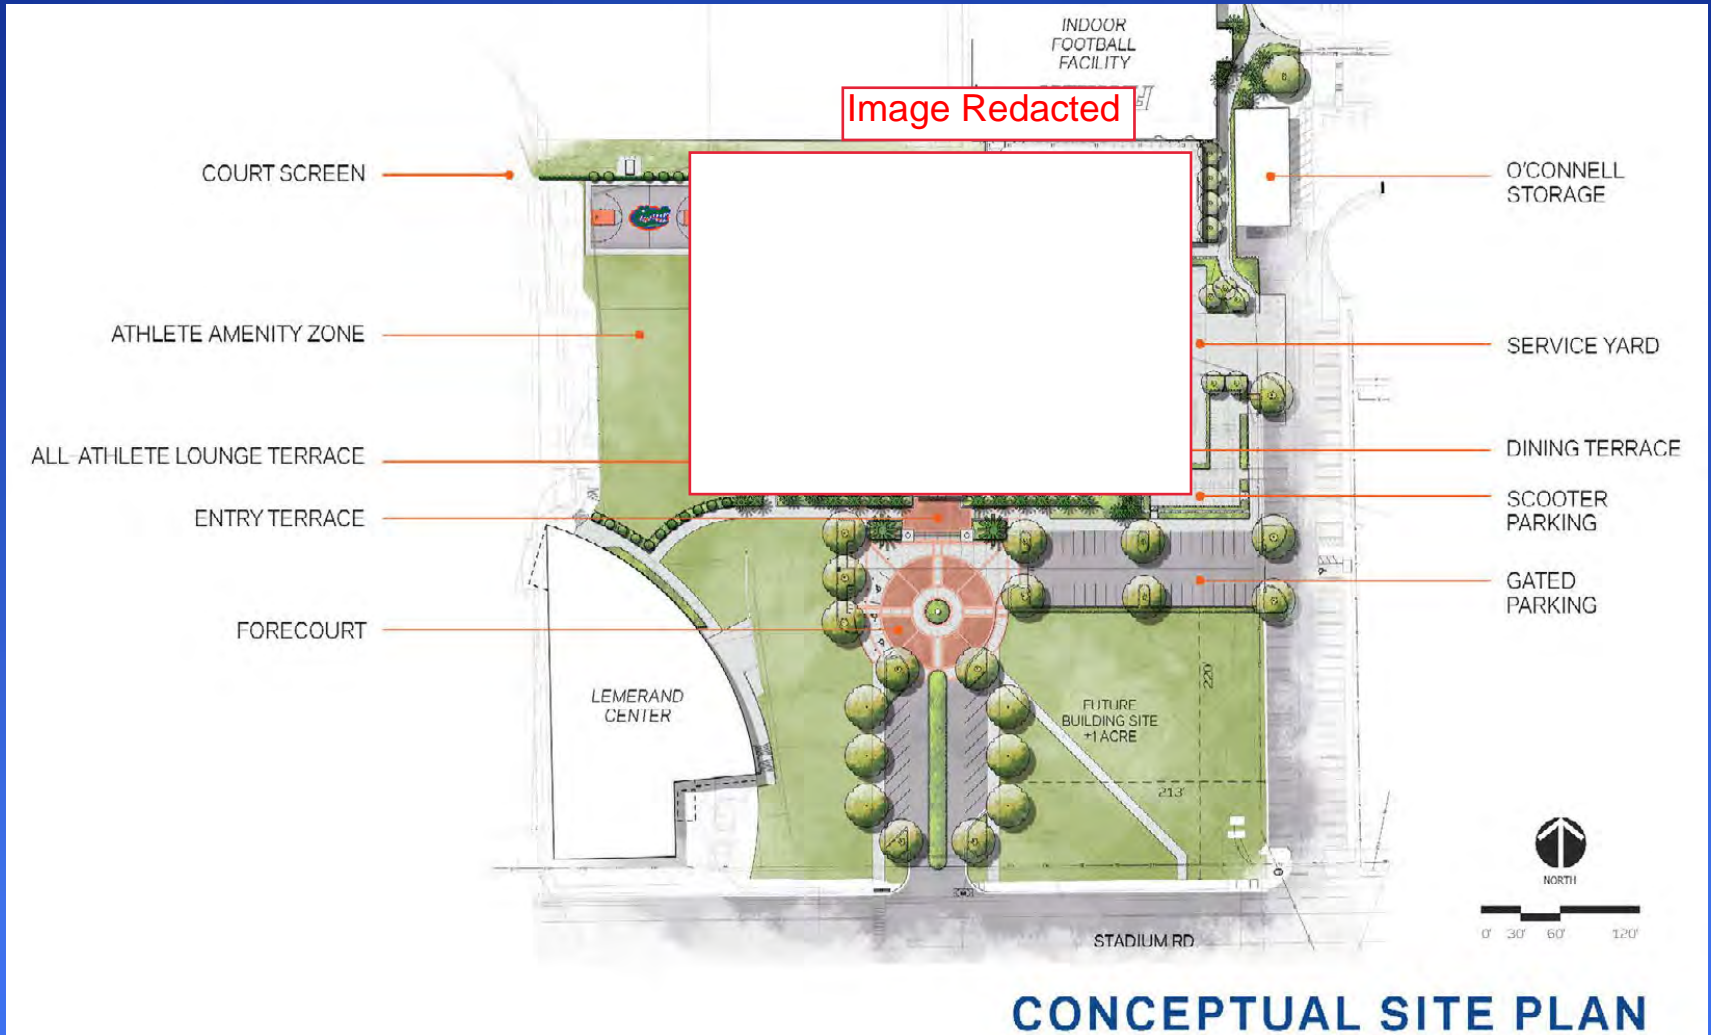 INDOOR
FOOTBALL
FACILITY
Image Redacted
COURT SCREEN
ATHLETE AMENITY ZONE
ALL-ATHLETE LOUNGE TERRACE
ENTRY TERRACE
FORECOURT
O'CONNELL
STORAGE
SERVICE YARD
DINING TERRACE
SCOOTER
PARKING
GATED
PARKING
LEMERAND
CENTER
FUTURE
BUILDING SITE
+1 ACRE
220'
213'
NORTH
0' 30' 60' 120'
STADIUM RD
CONCEPTUAL SITE PLAN